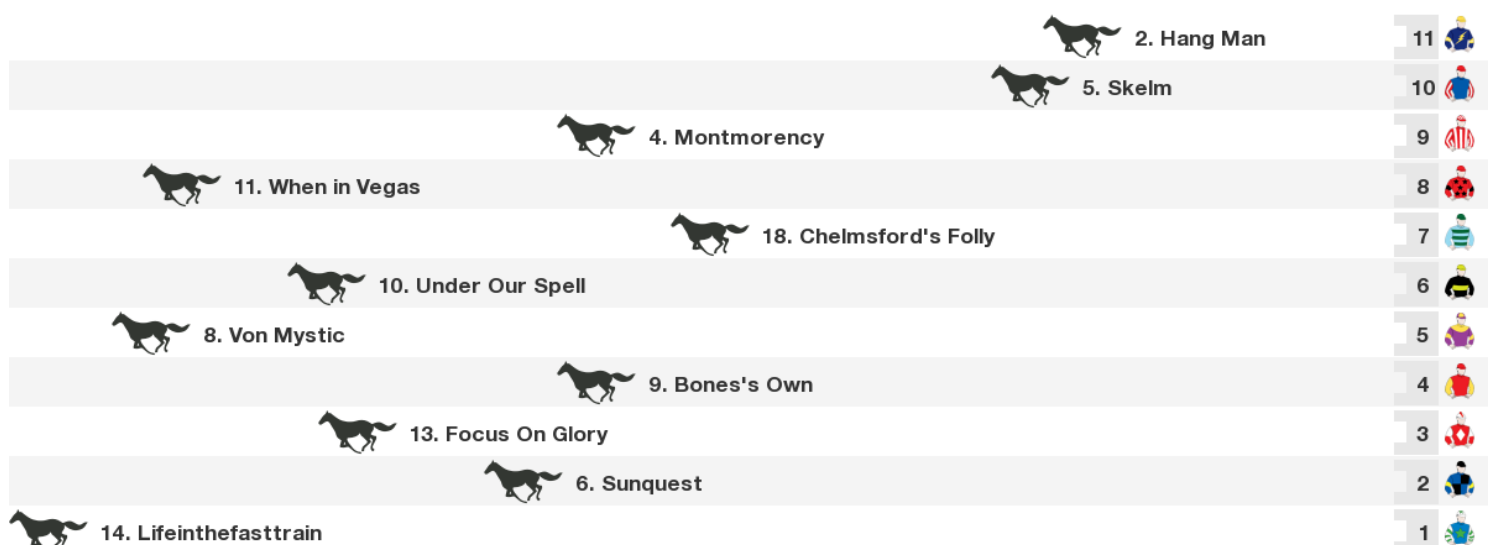 2. Hang Man 11
5. Skelm 10
4. Montmorency 9
11. When in Vegas 8
18. Chelmsford's Folly 7
10. Under Our Spell 6
8. Von Mystic 5
9. Bones's Own 4
13. Focus On Glory 3
6. Sunquest 2
14. Lifeinthefasttrain 1